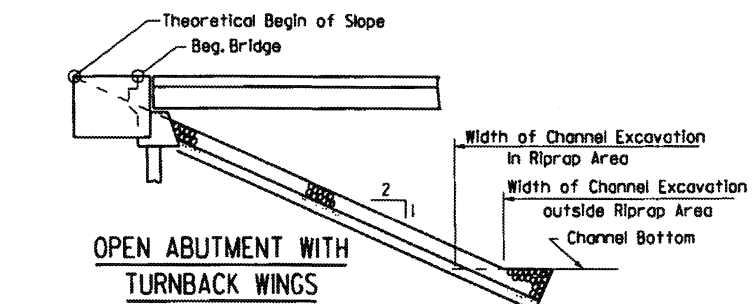 Theoretical Begin of Slope
Beg. Bridge
Width of Channel Excavation
In Riprap Area
2
1
Width of Channel Excavation
outside Riprap Area
Channel Bottom
OPEN ABUTMENT WITH
TURNBACK WINGS